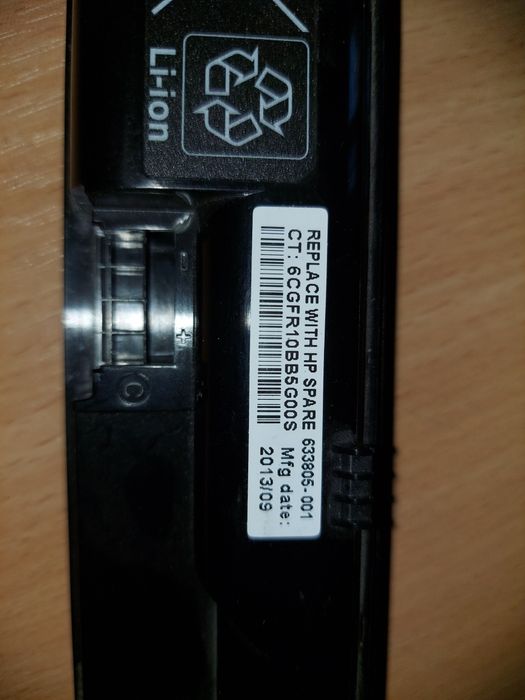 Li-ion
REPLACE WITH HP SPARE 633805-001
CT: 6CGFR10BB5G00S Mfg date:
2013/09
- +
C